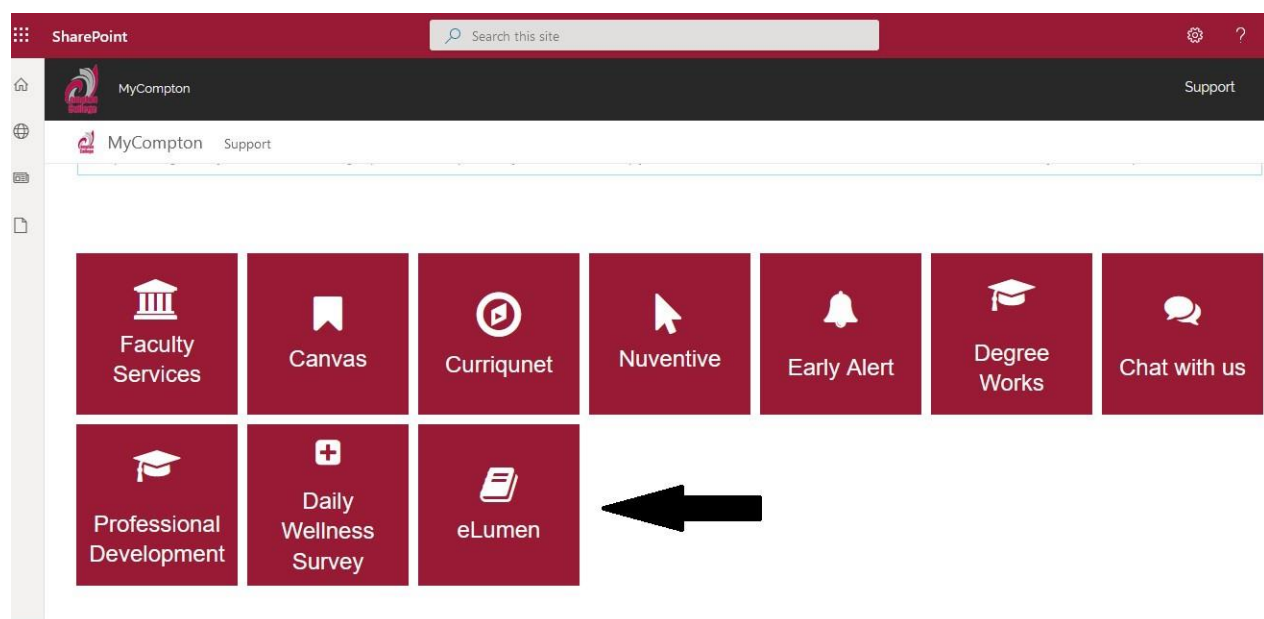 SharePoint
Search this site
?
MyCompton
Support
MyCompton Support
Faculty
Services
Canvas
Curriqunet
Nuventive
Early Alert
Degree
Works
Chat with us
Professional
Development
Daily
Wellness
Survey
eLumen